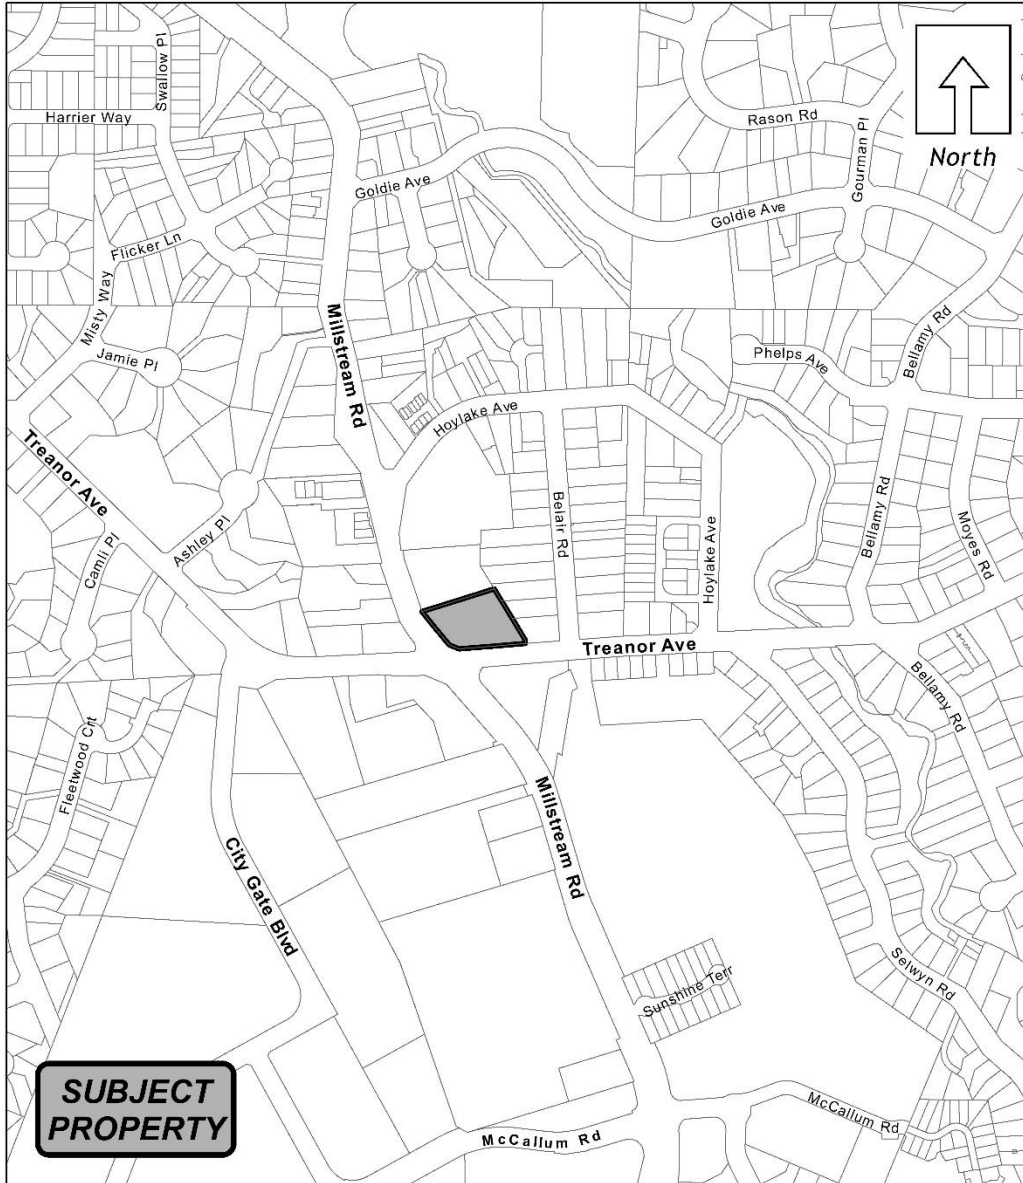 Swallow Pl
Harrier Way
Rason Rd
Gourman Pl
North
Goldie Ave
Goldie Ave
Flicker Ln
Misty Way
Jamie Pl
Millstream Rd
Bellamy Rd
Phelps Ave
Hoylake Ave
Treanor Ave
Ashley Pl
Camli Pl
Belair Rd
Hoylake Ave
Bellamy Rd
Moyes Rd
Treanor Ave
Bellamy Rd
Fleetwood Crt
City Gate Blvd
Millstream Rd
Selwyn Rd
Sunshine Terr
SUBJECT
PROPERTY
McCallum Rd
McCallum Rd